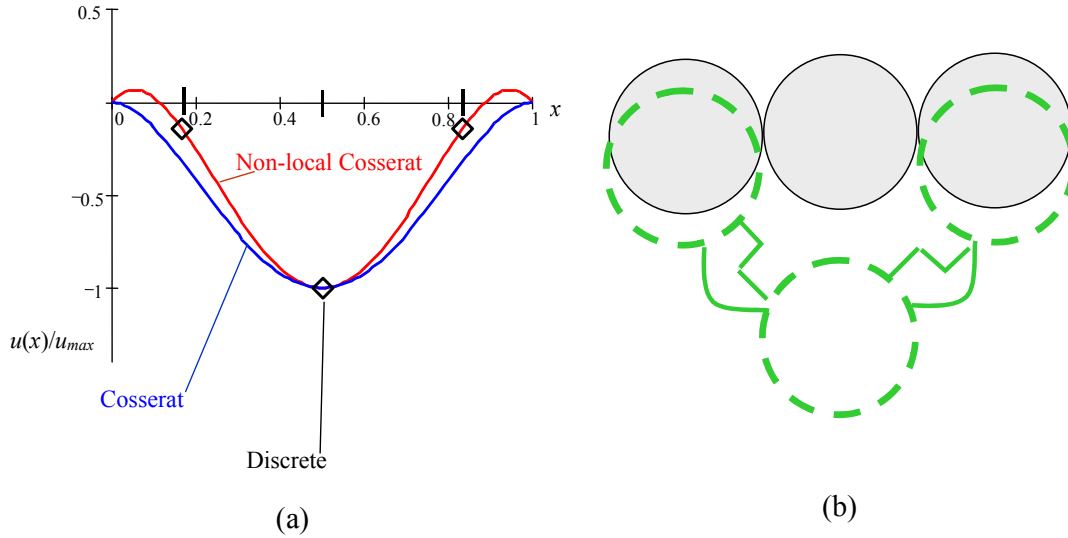 0.5
0 0.2 0.4 0.6 0.8 1 x
Non-local Cosserat
−0.5
−1
u(x)/umax
Cosserat
Discrete
(a)
(b)